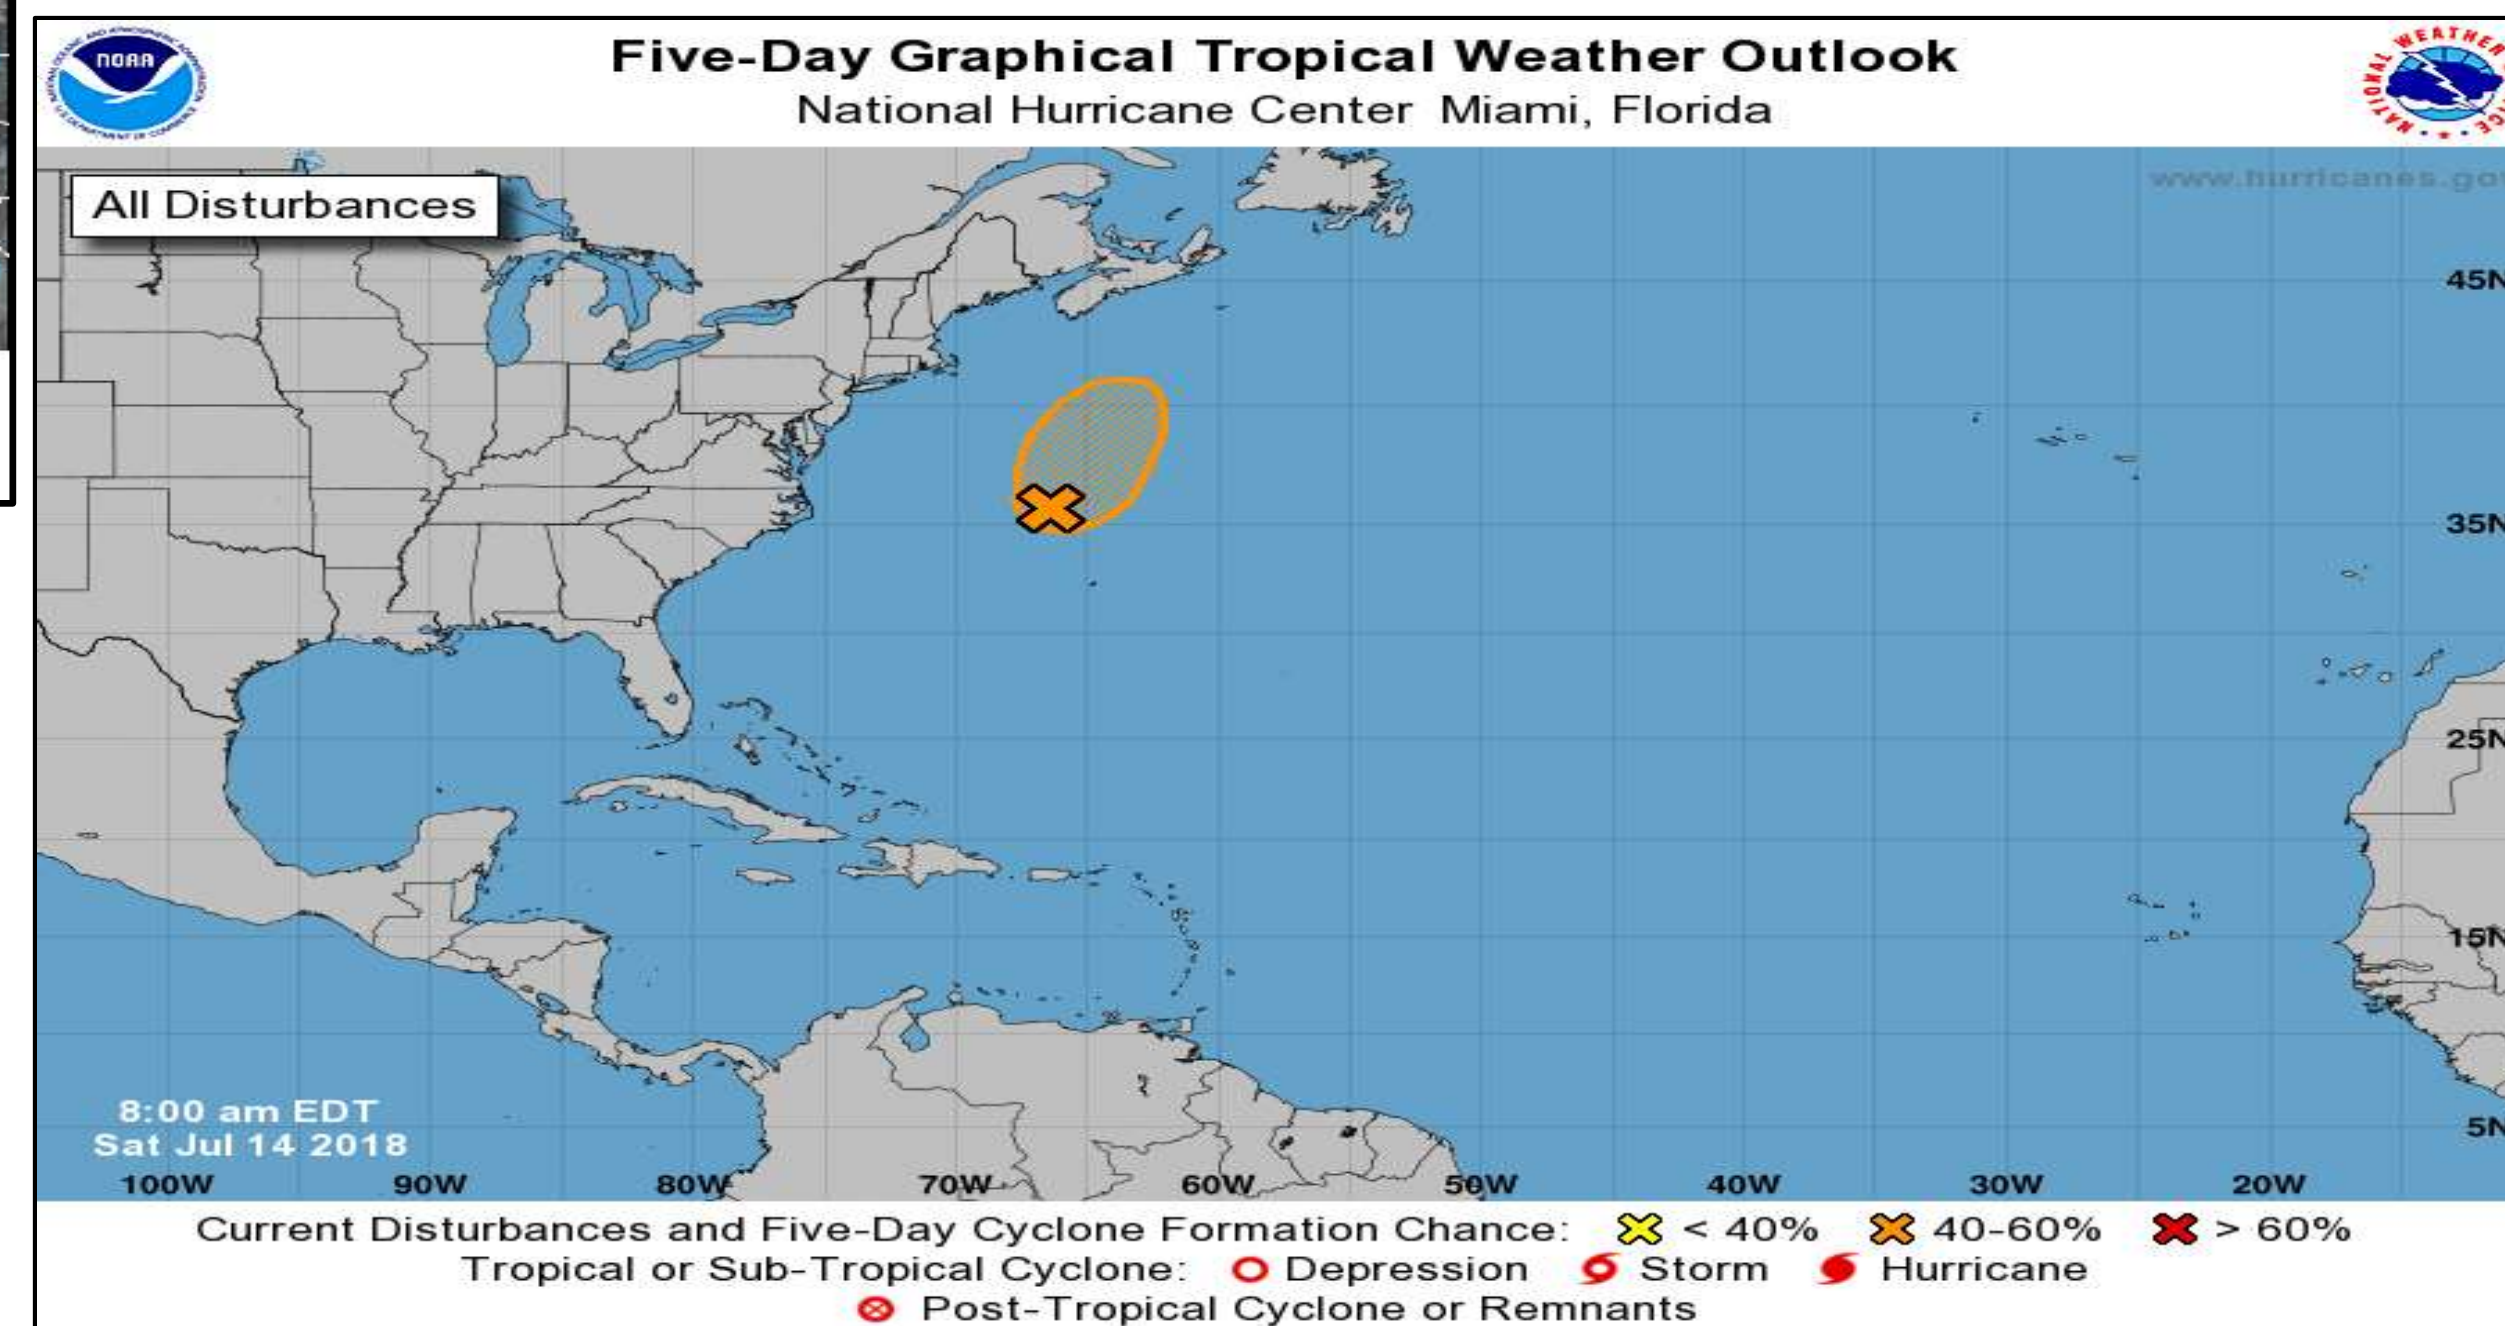 Five-Day Graphical Tropical Weather Outlook
National Hurricane Center Miami, Florida
NOAA
All Disturbances
45N
35N
25N
15N
5N
8:00 am EDT
Sat Jul 14 2018
100W 90W 80W 70W 60W 50W 40W 30W 20W
Current Disturbances and Five-Day Cyclone Formation Chance: < 40% 40-60% > 60%
Tropical or Sub-Tropical Cyclone: Depression Storm Hurricane
Post-Tropical Cyclone or Remnants